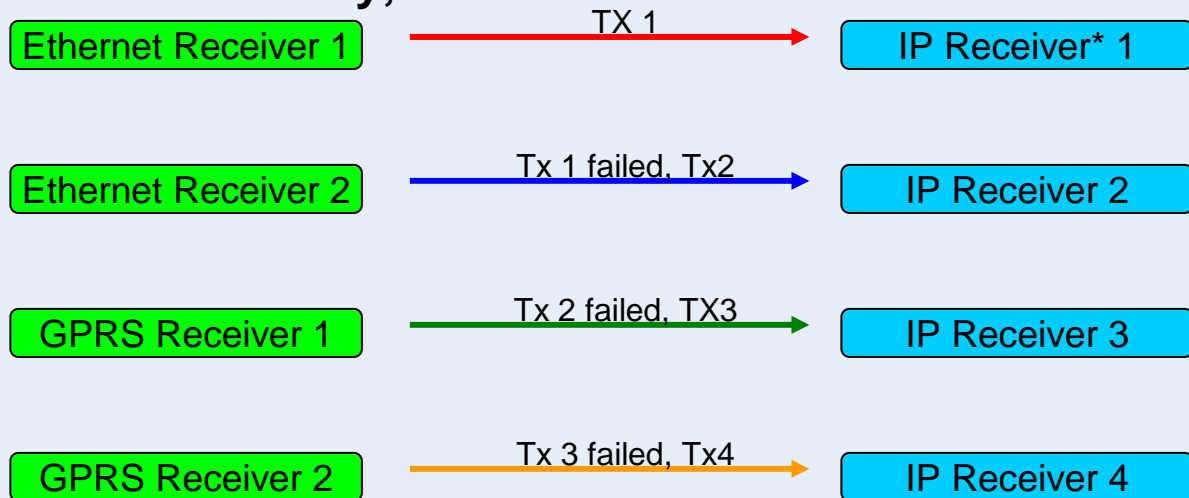 Ethernet Receiver 1 TX 1 IP Receiver* 1
Ethernet Receiver 2 Tx 1 failed, Tx2 IP Receiver 2
GPRS Receiver 1 Tx 2 failed, TX3 IP Receiver 3
GPRS Receiver 2 Tx 3 failed, Tx4 IP Receiver 4